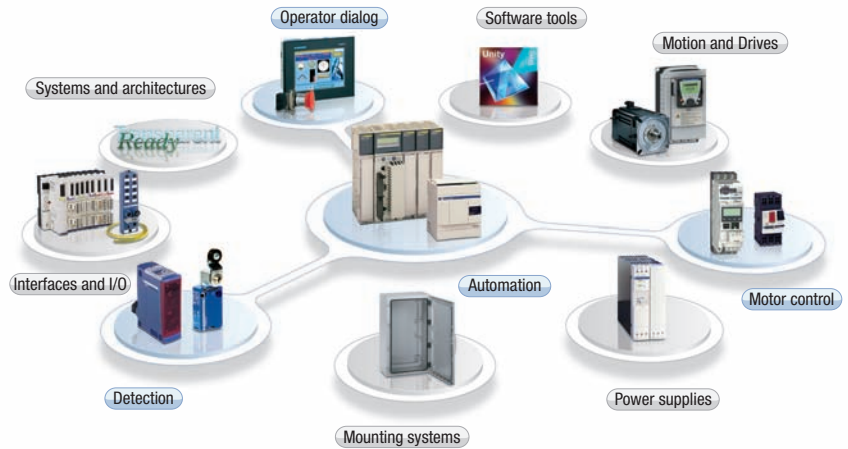 Operator dialog
Software tools
Motion and Drives
Systems and architectures
Unity
Transparent
Ready
Interfaces and I/O
Automation
Motor control
Detection
Power supplies
Mounting systems